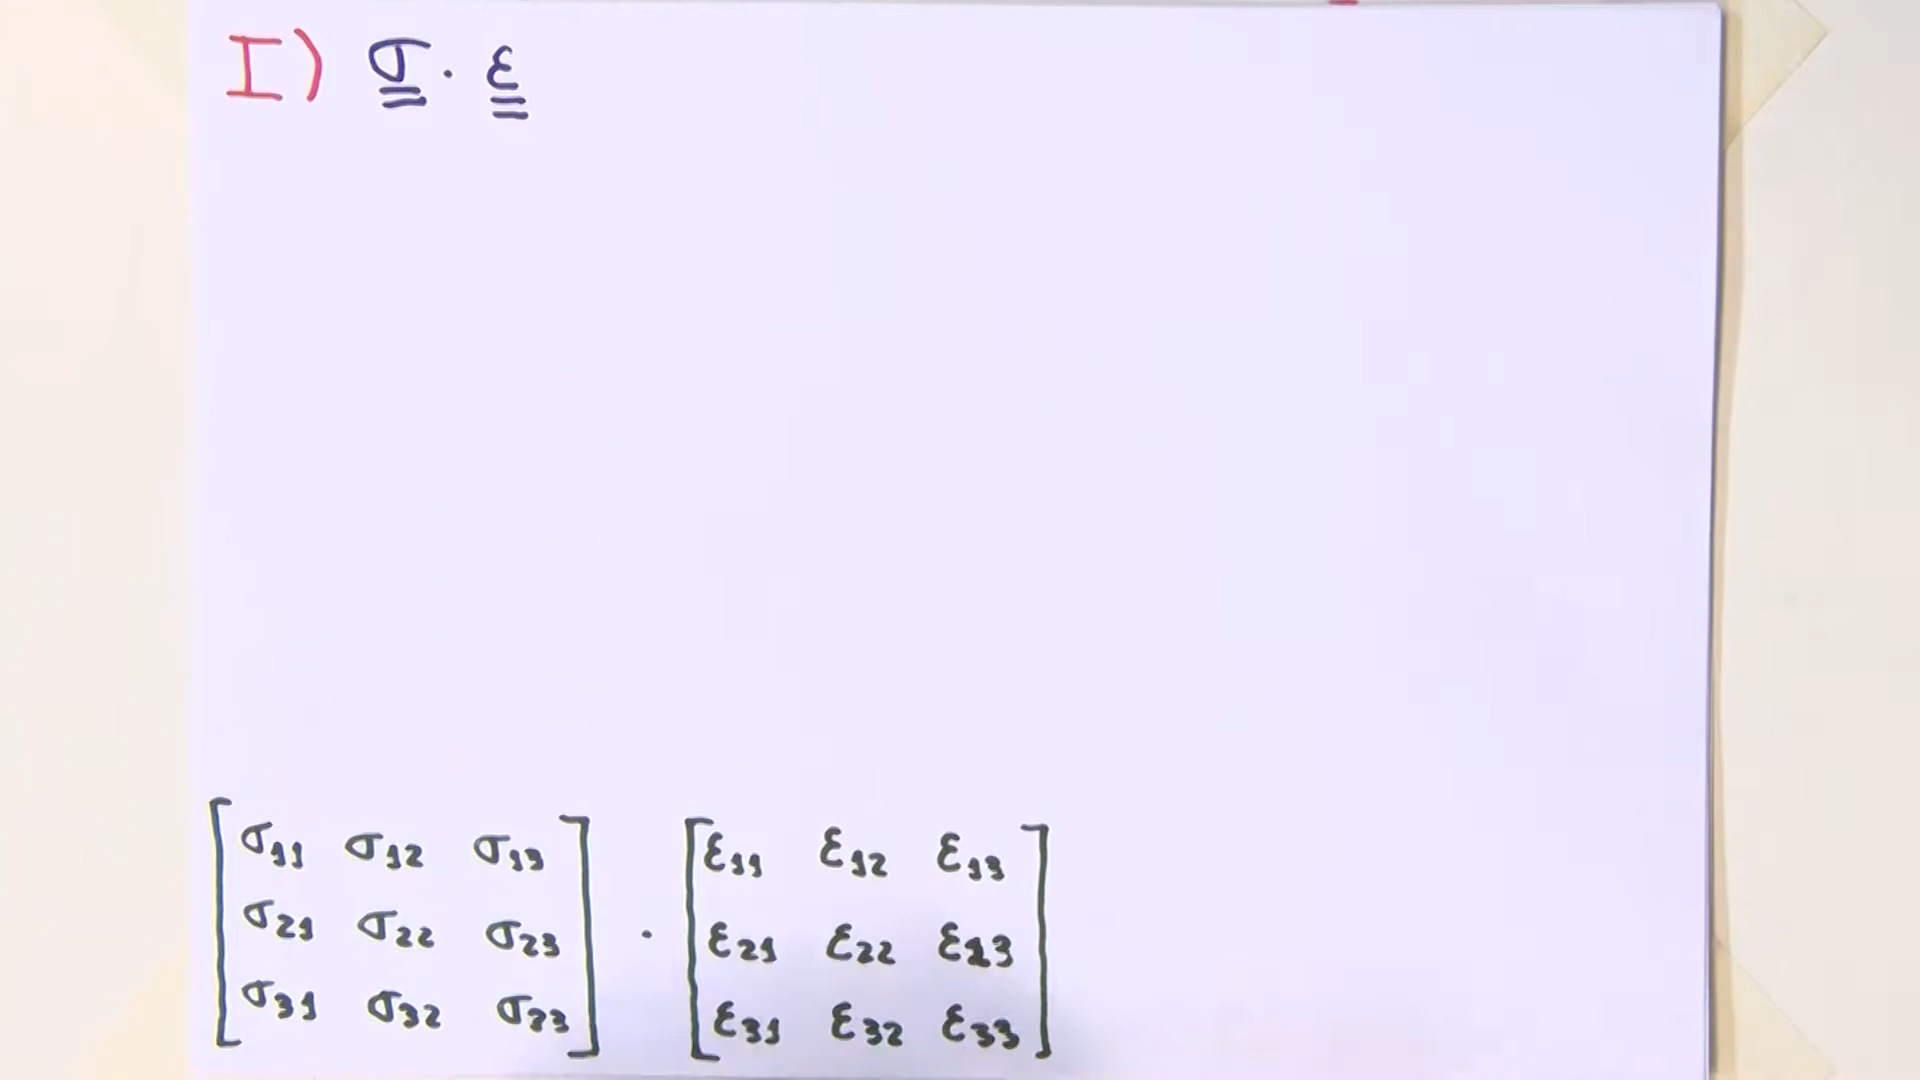 I) σ · ε
[σ11 σ12 σ13] [ε11 ε12 ε13]
[σ21 σ22 σ23] · [ε21 ε22 ε23]
[σ31 σ32 σ33] [ε31 ε32 ε33]